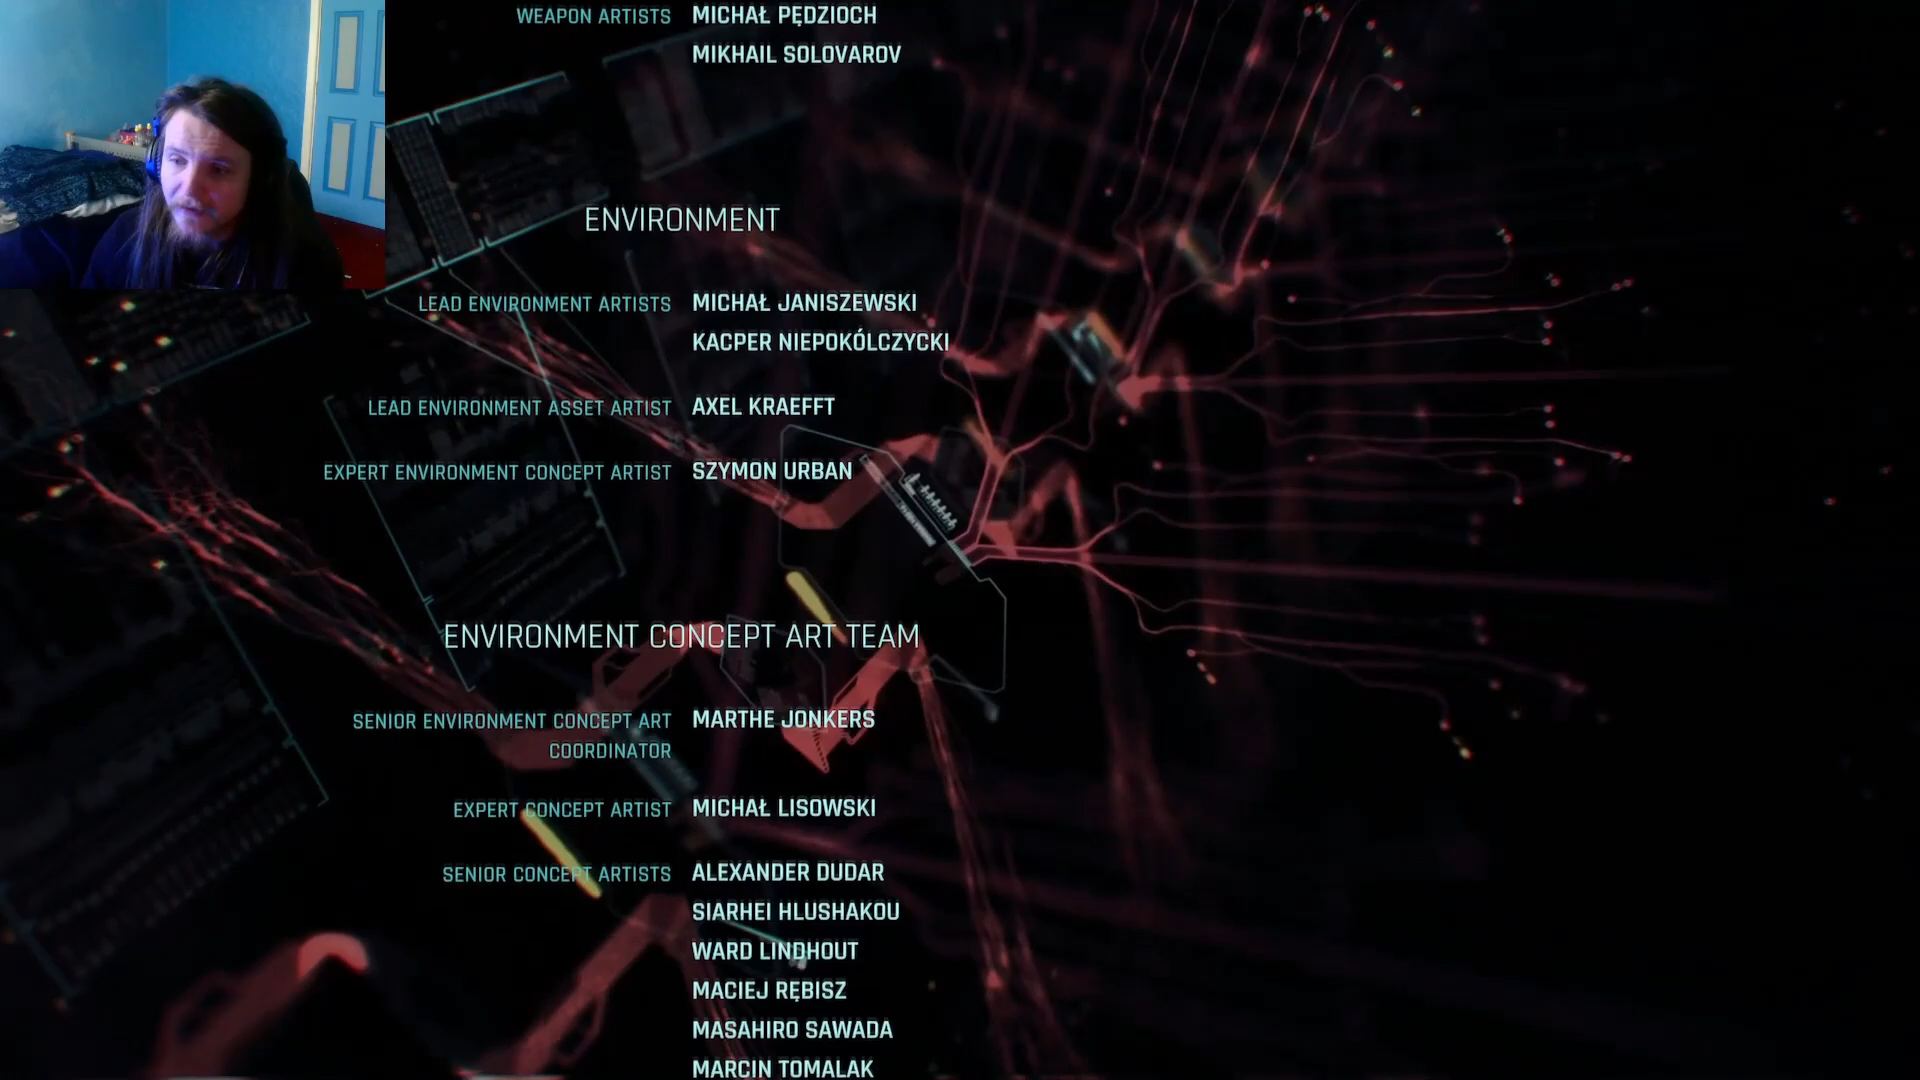 WEAPON ARTISTS MICHAŁ PĘDZIOCH
MIKHAIL SOLOVAROV
ENVIRONMENT
LEAD ENVIRONMENT ARTISTS MICHAŁ JANISZEWSKI
KACPER NIEPOKÓLCZYCKI
LEAD ENVIRONMENT ASSET ARTIST AXEL KRAEFFT
EXPERT ENVIRONMENT CONCEPT ARTIST SZYMON URBAN
ENVIRONMENT CONCEPT ART TEAM
SENIOR ENVIRONMENT CONCEPT ART MARTHE JONKERS
COORDINATOR
EXPERT CONCEPT ARTIST MICHAŁ LISOWSKI
SENIOR CONCEPT ARTISTS ALEXANDER DUDAR
SIARHEI HLUSHAKOU
WARD LINDHOUT
MACIEJ RĘBISZ
MASAHIRO SAWADA
MARCIN TOMALAK